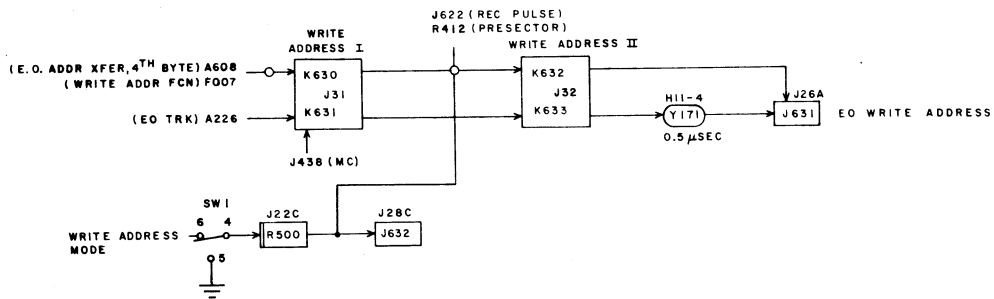 J622 (REC PULSE)
R412 (PRESECTOR)
WRITE
ADDRESS I
WRITE ADDRESS II
(E.O. ADDR XFER, 4TH BYTE) A608
(WRITE ADDR FCN) F007
(EO TRK) A226
K630
J31
K631
J438 (MC)
K632
J32
K633
H11-4
Y171
0.5 µSEC
J26A
J631
EO WRITE ADDRESS
SW1
6 4
5
WRITE ADDRESS
MODE
J22C
R500
J28C
J632